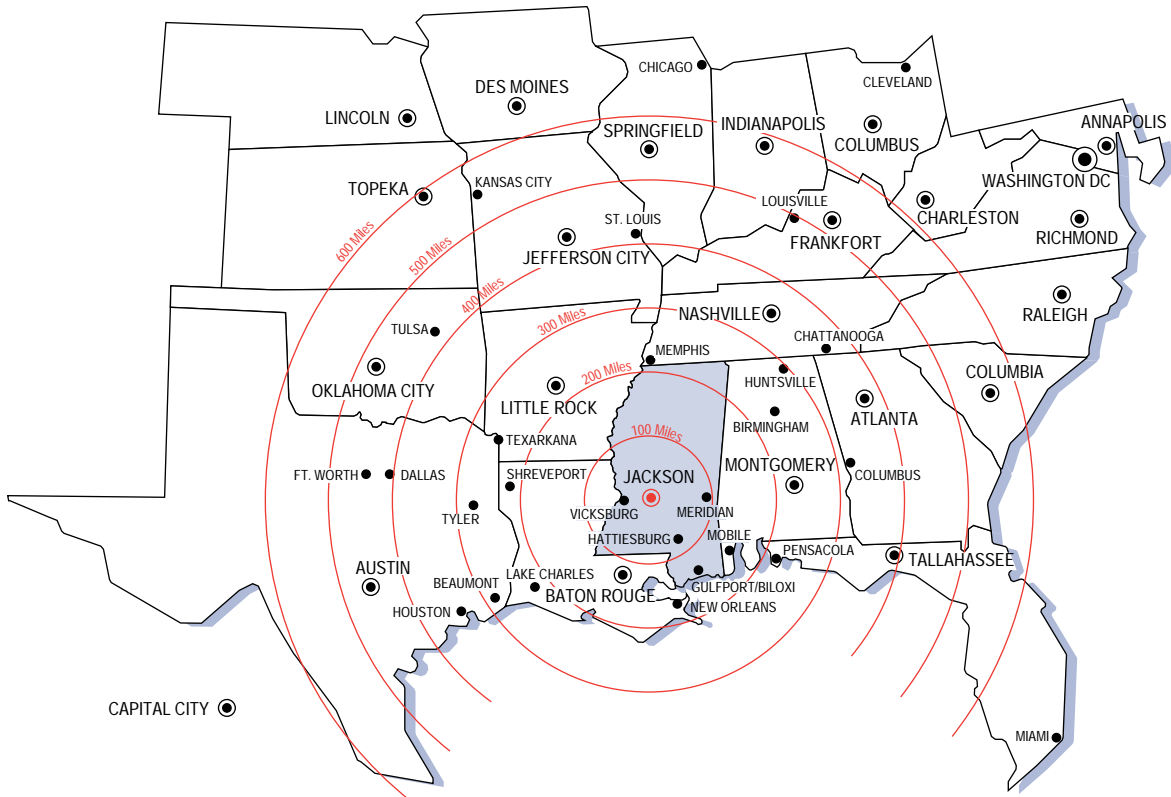 CHICAGO
CLEVELAND
DES MOINES
LINCOLN
SPRINGFIELD
INDIANAPOLIS
COLUMBUS
ANNAPOLIS
WASHINGTON DC
TOPEKA
KANSAS CITY
LOUISVILLE
CHARLESTON
ST. LOUIS
FRANKFORT
RICHMOND
600 Miles
500 Miles
JEFFERSON CITY
400 Miles
300 Miles
NASHVILLE
RALEIGH
TULSA
CHATTANOOGA
MEMPHIS
200 Miles
HUNTSVILLE
COLUMBIA
OKLAHOMA CITY
LITTLE ROCK
ATLANTA
BIRMINGHAM
100 Miles
TEXARKANA
FT. WORTH
DALLAS
SHREVEPORT
JACKSON
MONTGOMERY
COLUMBUS
TYLER
VICKSBURG
MERIDIAN
HATTIESBURG
MOBILE
PENSACOLA
TALLAHASSEE
AUSTIN
BEAUMONT
LAKE CHARLES
BATON ROUGE
GULFPORT/BILOXI
HOUSTON
NEW ORLEANS
CAPITAL CITY
MIAMI